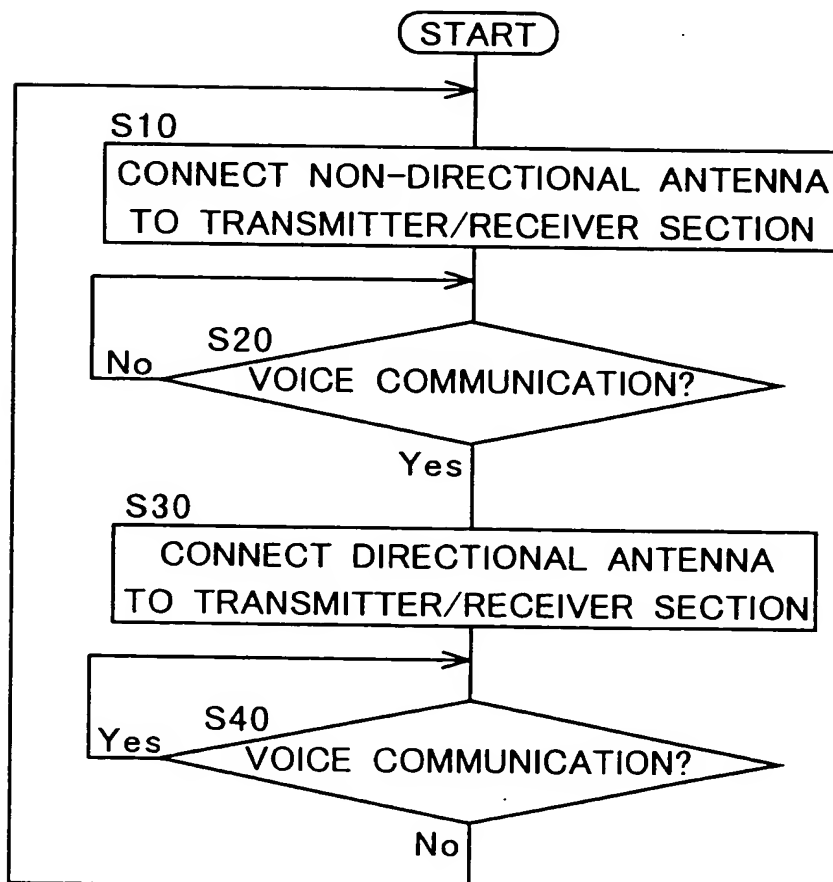 START
S10
CONNECT NON-DIRECTIONAL ANTENNA
TO TRANSMITTER/RECEIVER SECTION
S20
No
VOICE COMMUNICATION?
Yes
S30
CONNECT DIRECTIONAL ANTENNA
TO TRANSMITTER/RECEIVER SECTION
S40
Yes
VOICE COMMUNICATION?
No